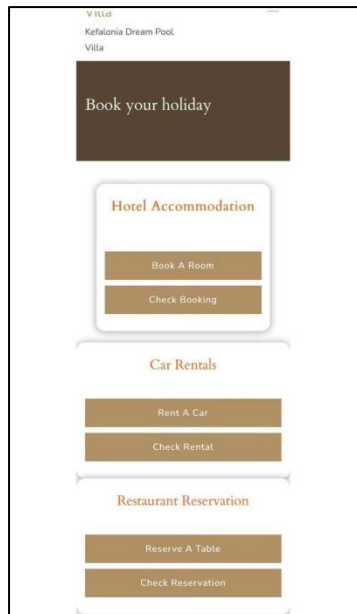 Villa
Kefalonia Dream Pool
Villa
Book your holiday
Hotel Accommodation
Book A Room
Check Booking
Car Rentals
Rent A Car
Check Rental
Restaurant Reservation
Reserve A Table
Check Reservation